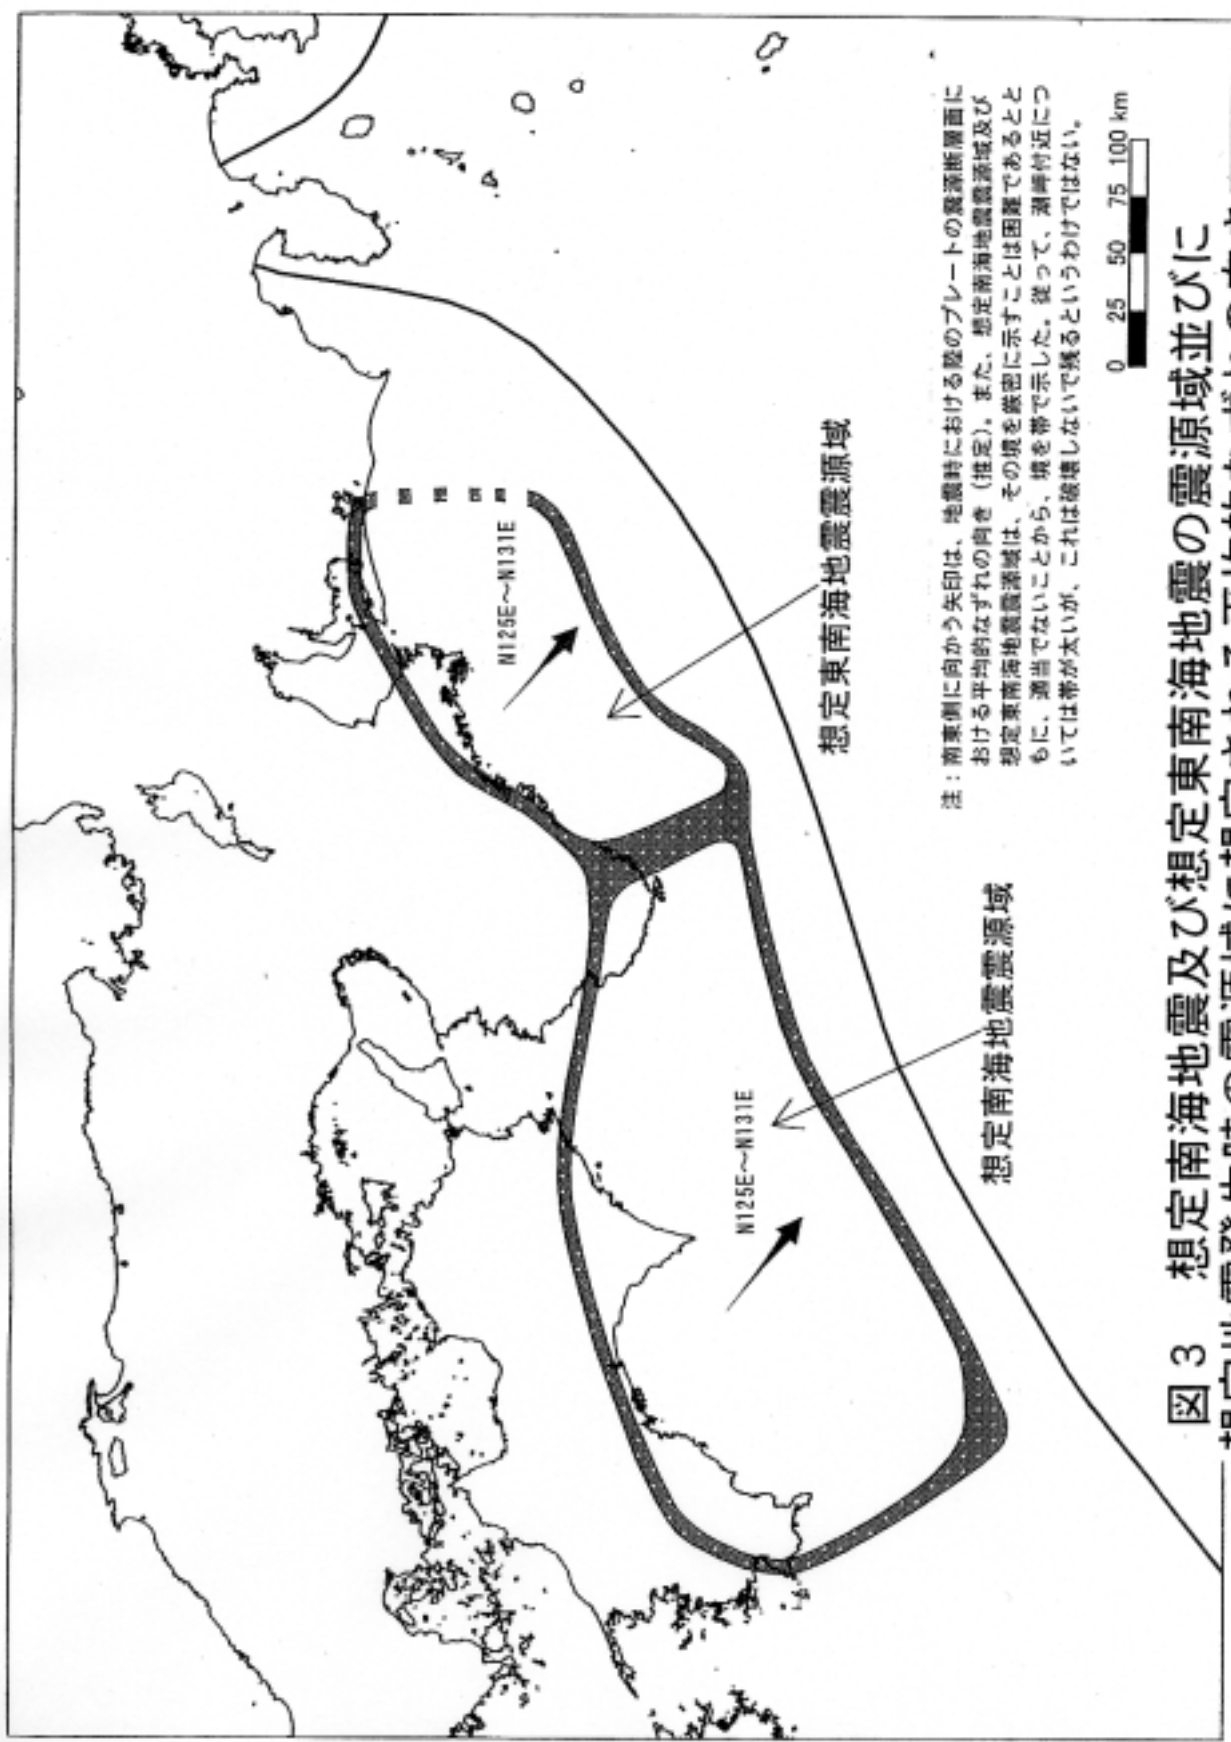 N125E～N131E
想定東南海地震震源域
N125E～N131E
想定南海地震震源域
注：南東側に向かう矢印は、地震時における陸のプレートの震源断層面に
おける平均的なずれの向き（推定）。また、想定南海地震震源域及び
想定東南海地震震源域は、その境を厳密に示すことは困難であるとと
もに、適当でないことから、境を帯で示した。従って、潮岬付近につ
いては帯が太いが、これは破壊しないで残るというわけではない。
0 25 50 75 100 km
図３ 想定南海地震及び想定東南海地震の震源域並びに